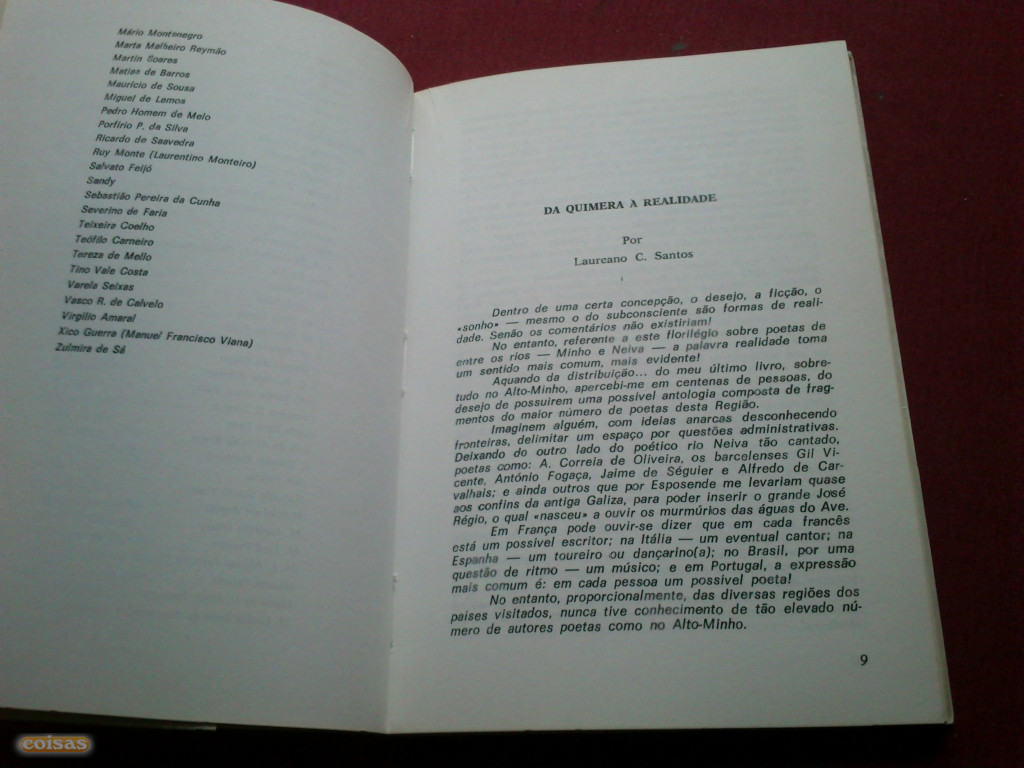 Mário Montenegro
Marta Malheiro Reymão
Martin Soares
Matias de Barros
Maurício de Sousa
Miguel de Lemos
Pedro Homem de Melo
Porfírio P. da Silva
Ricardo de Saavedra
Ruy Monte (Laurentino Monteiro)
Salvato Feijó
Sandy
Sebastião Pereira da Cunha
Severino de Faria
Teixeira Coelho
Teófilo Carneiro
Tereza de Mello
Tino Vale Costa
Varela Seixas
Vasco R. de Calvelo
Virgílio Amaral
Xico Guerra (Manuel Francisco Viana)
Zulmira de Sá
DA QUIMERA À REALIDADE
Por
Laureano C. Santos
Dentro de uma certa concepção, o desejo, a ficção, o
«sonho» — mesmo o do subconsciente são formas de reali-
dade. Senão os comentários não existiriam!
No entanto, referente a este florilégio sobre poetas de
entre os rios — Minho e Neiva — a palavra realidade toma
um sentido mais comum, mais evidente!
Aquando da distribuição... do meu último livro, sobre-
tudo no Alto-Minho, apercebi-me em centenas de pessoas, do
desejo de possuirem uma possível antologia composta de frag-
mentos do maior número de poetas desta Região.
Imaginem alguém, com ideias anarcas desconhecendo
fronteiras, delimitar um espaço por questões administrativas.
Deixando do outro lado do poético rio Neiva tão cantado,
poetas como: A. Correia de Oliveira, os barcelenses Gil Vi-
cente, António Fogaça, Jaime de Séguier e Alfredo de Car-
valhais; e ainda outros que por Esposende me levariam quase
aos confins da antiga Galiza, para poder inserir o grande José
Régio, o qual «nasceu» a ouvir os murmúrios das águas do Ave.
Em França pode ouvir-se dizer que em cada francês
está um possível escritor; na Itália — um eventual cantor; na
Espanha — um toureiro ou dançarino(a); no Brasil, por uma
questão de ritmo — um músico; e em Portugal, a expressão
mais comum é: em cada pessoa um possível poeta!
No entanto, proporcionalmente, das diversas regiões dos
países visitados, nunca tive conhecimento de tão elevado nú-
mero de autores poetas como no Alto-Minho.
9
coisas